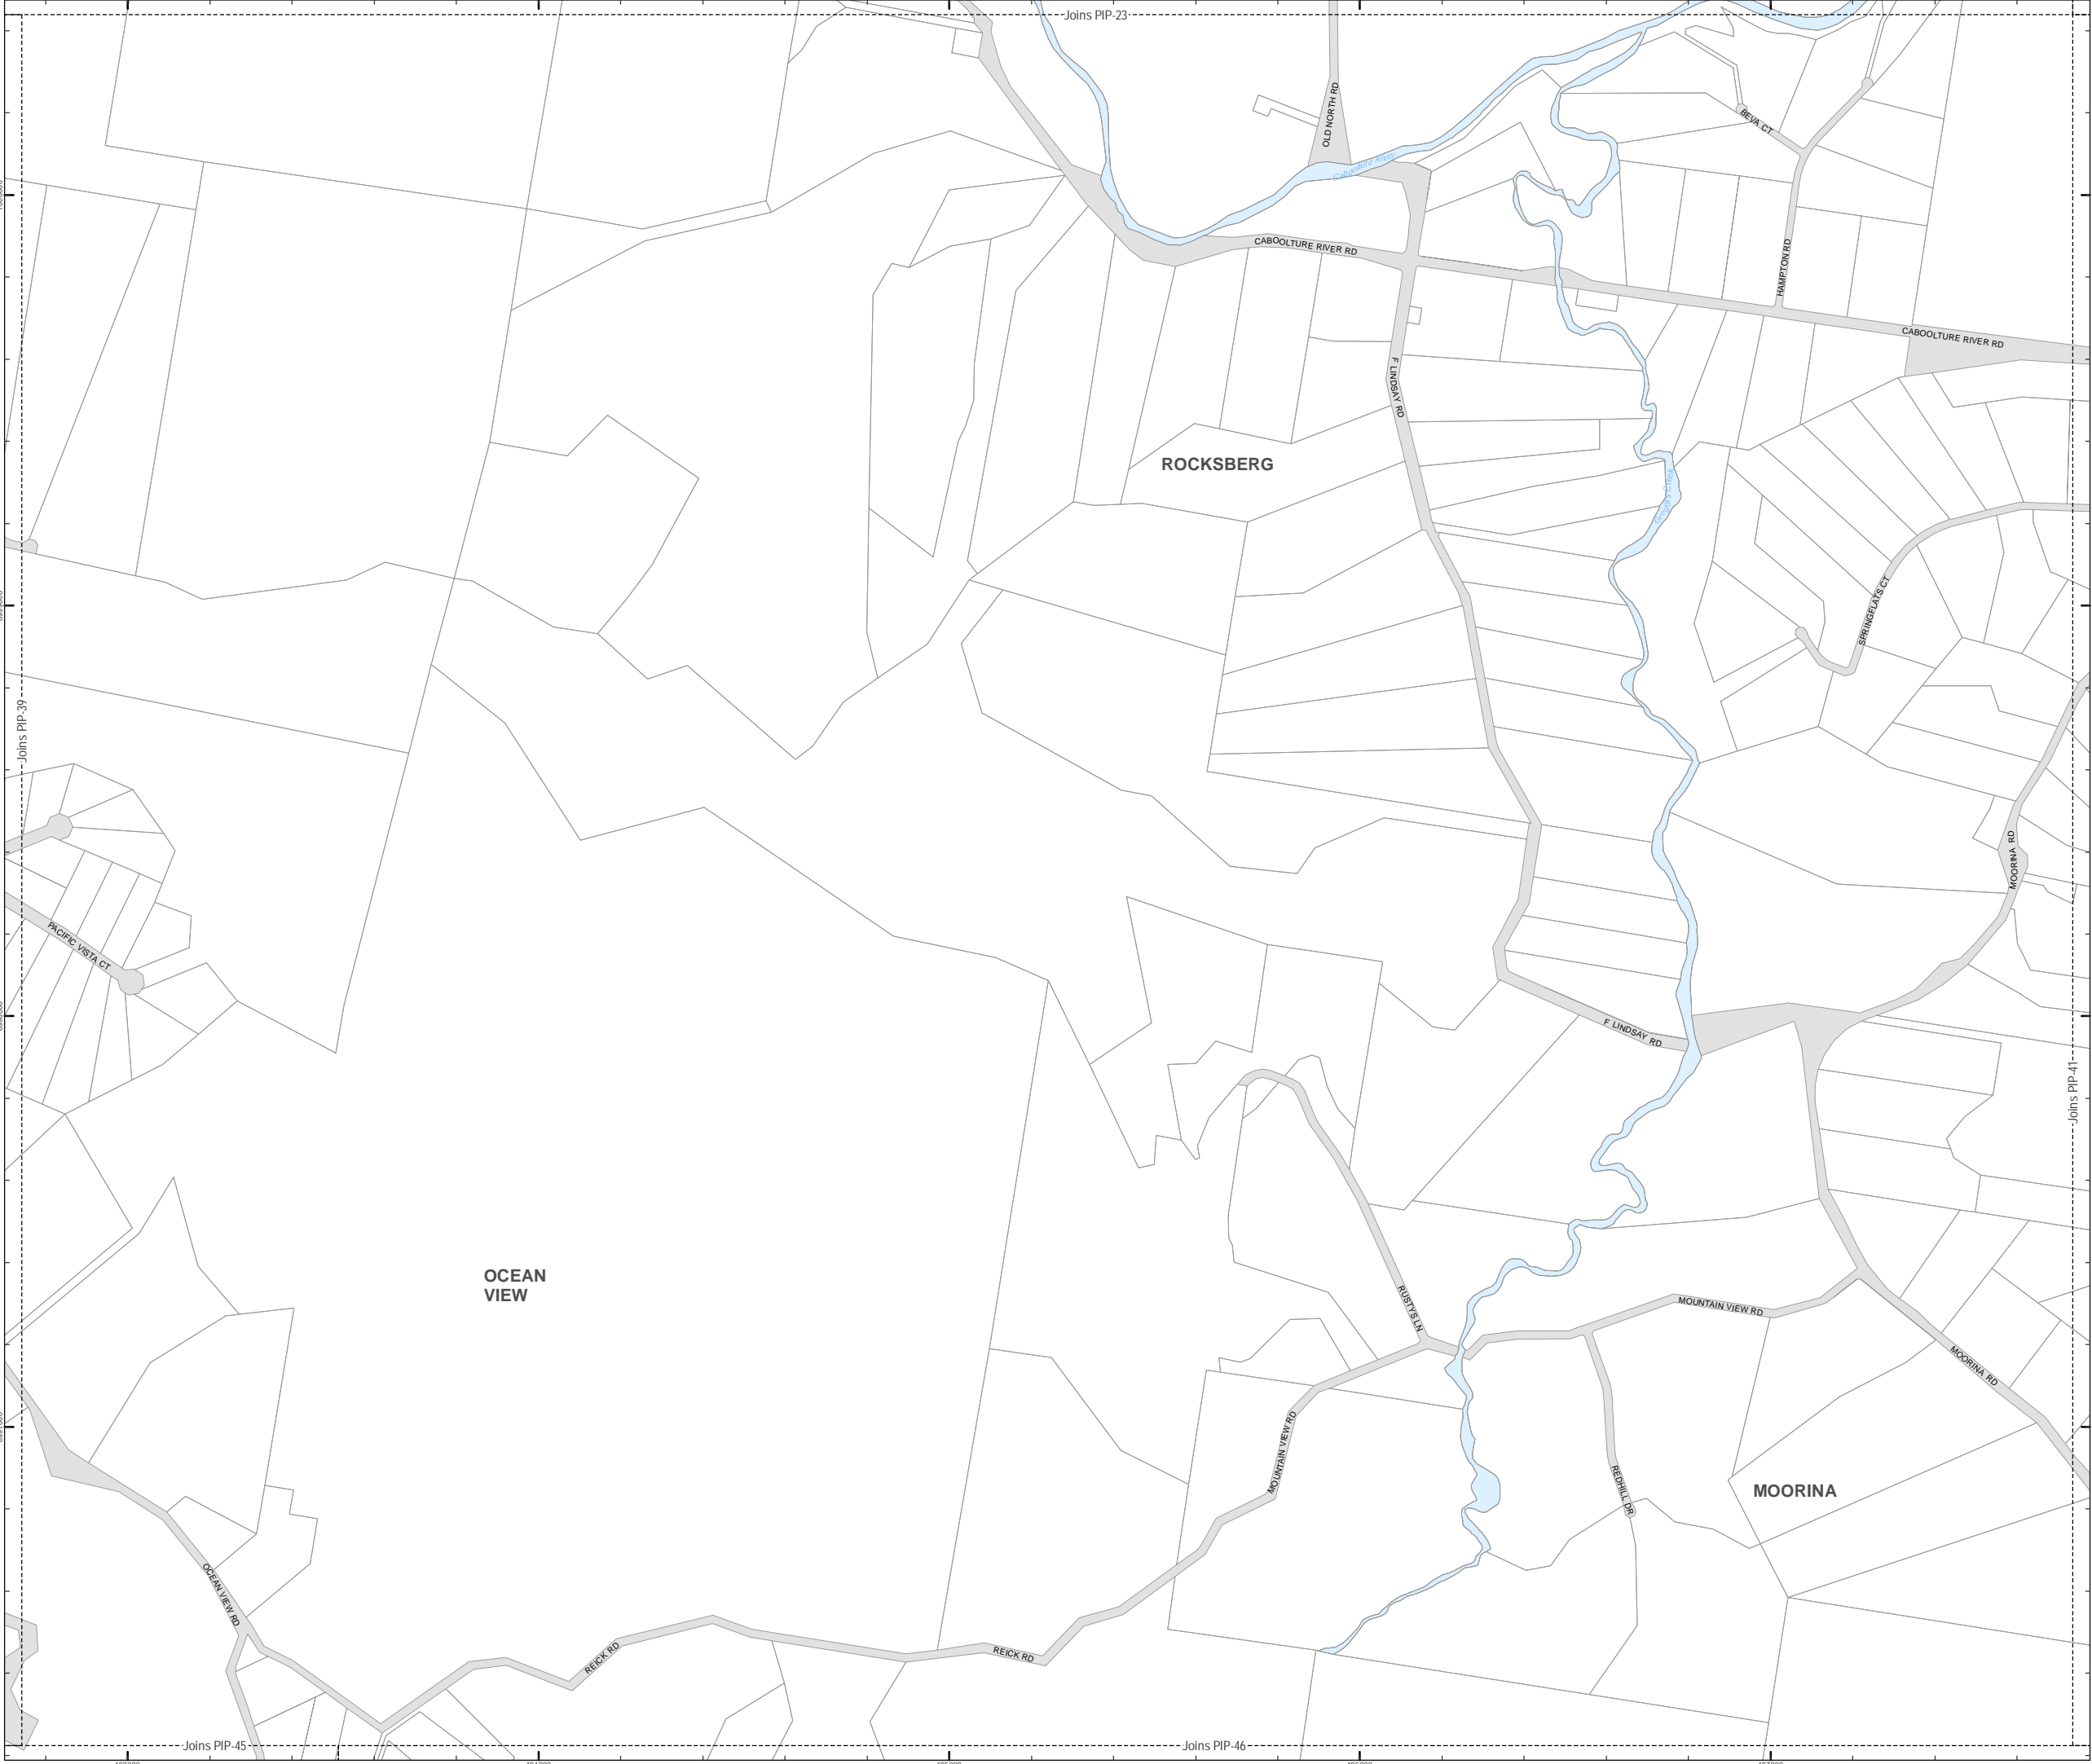 Joins PIP-23
OLD NORTH RD
BEVA CT
Caboolture River
CABOOLTURE RIVER RD
HAMPTON RD
CABOOLTURE RIVER RD
F LINDSAY RD
ROCKSBERG
SPRINGFLATS CT
Joins PIP-39
MOORINA RD
PACIFIC VISTA CT
F LINDSAY RD
Joins PIP-41
OCEAN
VIEW
RUSTYS LN
MOUNTAIN VIEW RD
MOORINA RD
MOUNTAIN VIEW RD
REDHILL DR
MOORINA
OCEAN VIEW RD
REICK RD
REICK RD
Joins PIP-45
Joins PIP-46